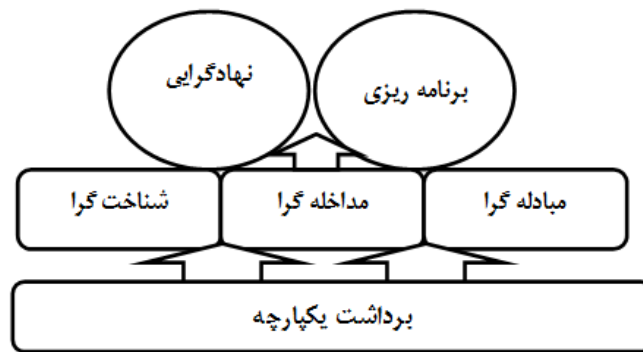 برنامه ریزی
نهادگرایی
مبادله گرا
مداخله گرا
شناخت گرا
برداشت یکپارچه